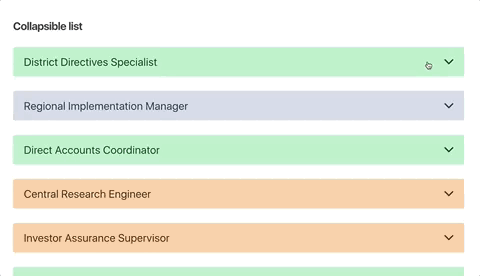 Collapsible list
District Directives Specialist
Regional Implementation Manager
Direct Accounts Coordinator
Central Research Engineer
Investor Assurance Supervisor